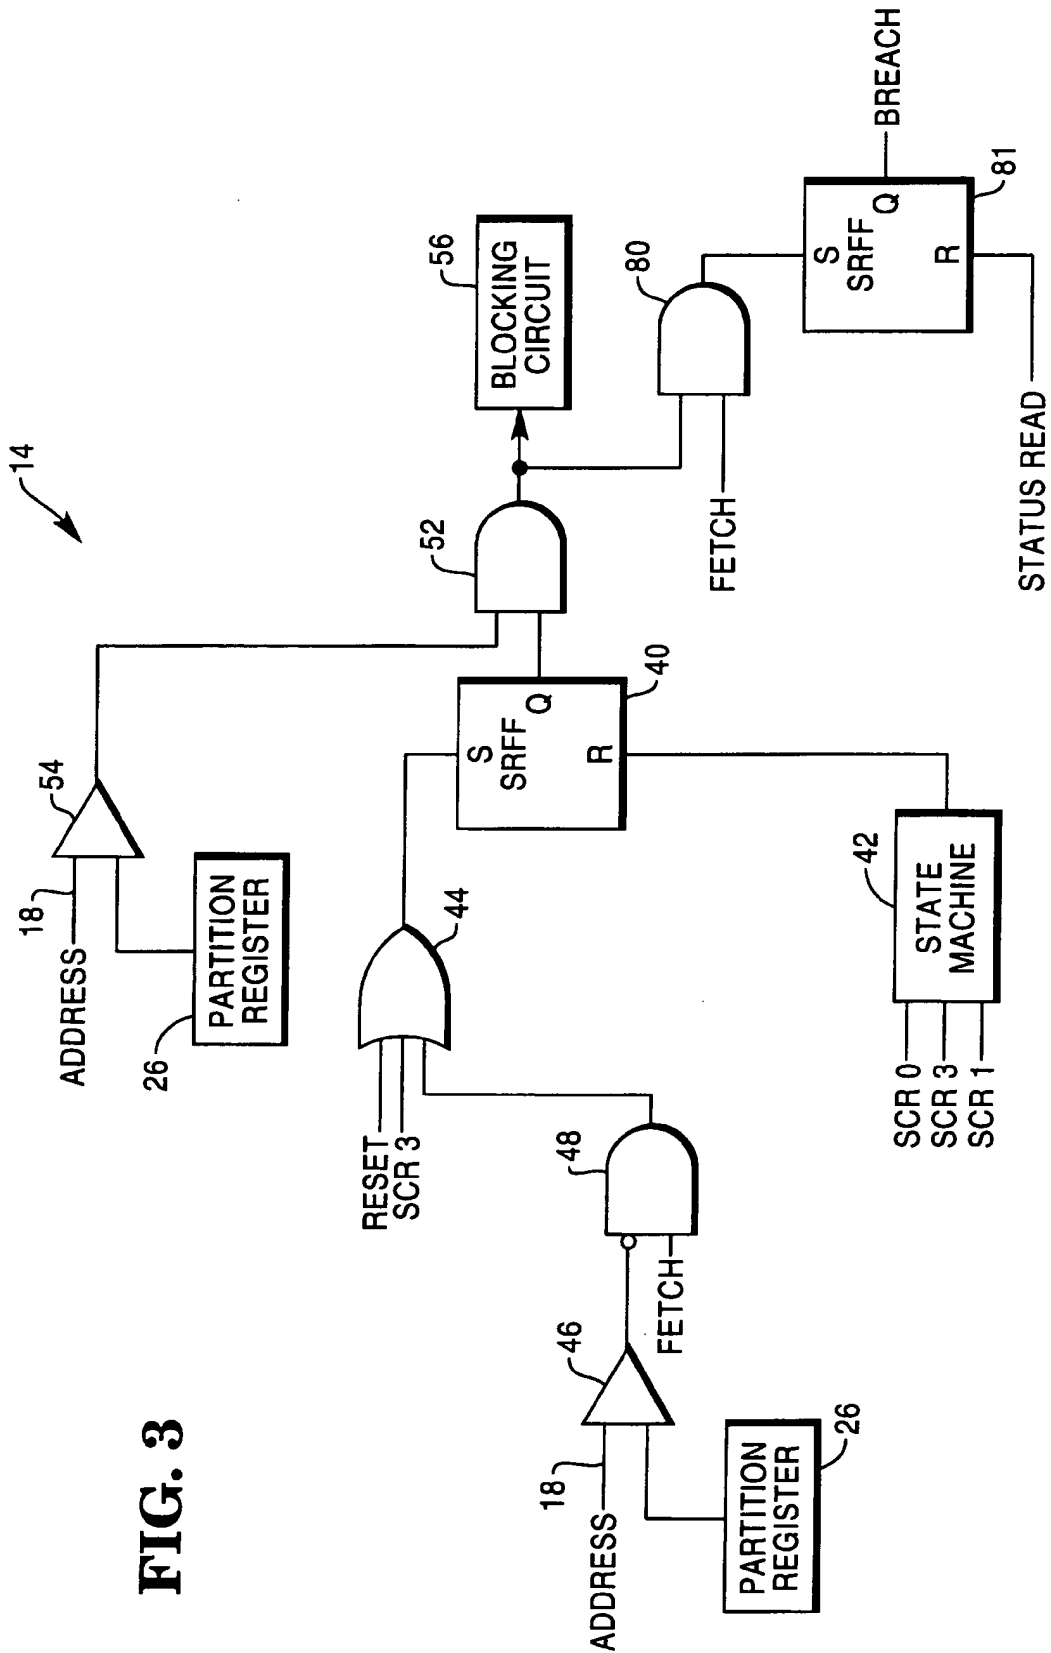 FIG. 3
14
ADDRESS
18
54
26
PARTITION
REGISTER
RESET
SCR 3
44
ADDRESS
18
46
PARTITION
REGISTER
26
FETCH
48
S
SRFF
Q
R
40
SCR 0
SCR 3
SCR 1
STATE
MACHINE
42
52
BLOCKING
CIRCUIT
56
FETCH
80
S
SRFF
Q
R
81
BREACH
STATUS READ